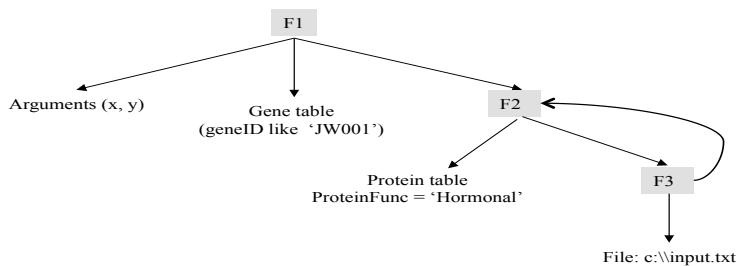 F1
Arguments (x, y)
Gene table
(geneID like ‘JW001’)
F2
Protein table
ProteinFunc = ‘Hormonal’
F3
File: c:\\input.txt